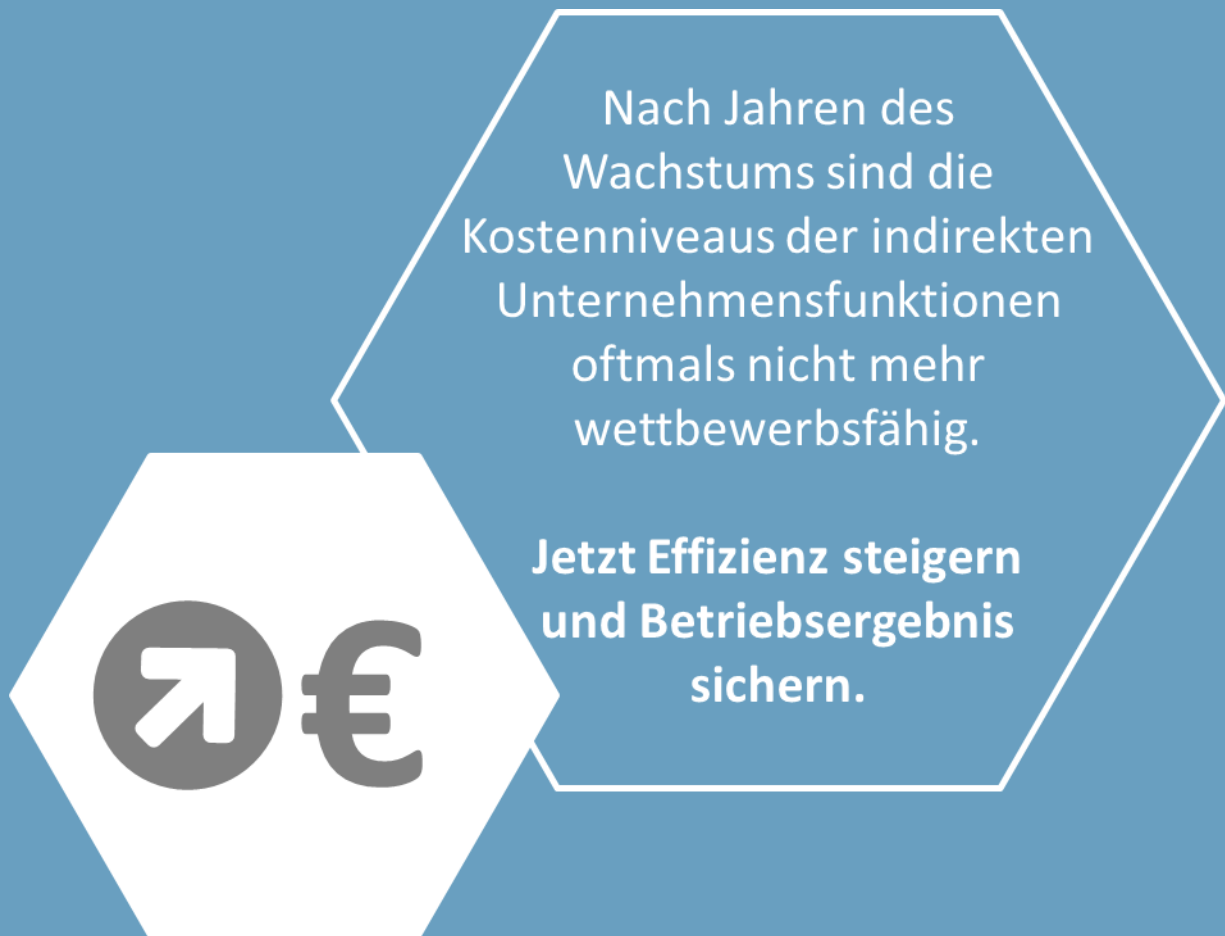 Nach Jahren des
Wachstums sind die
Kostenniveaus der indirekten
Unternehmensfunktionen
oftmals nicht mehr
wettbewerbsfähig.
Jetzt Effizienz steigern
und Betriebsergebnis
sichern.
€